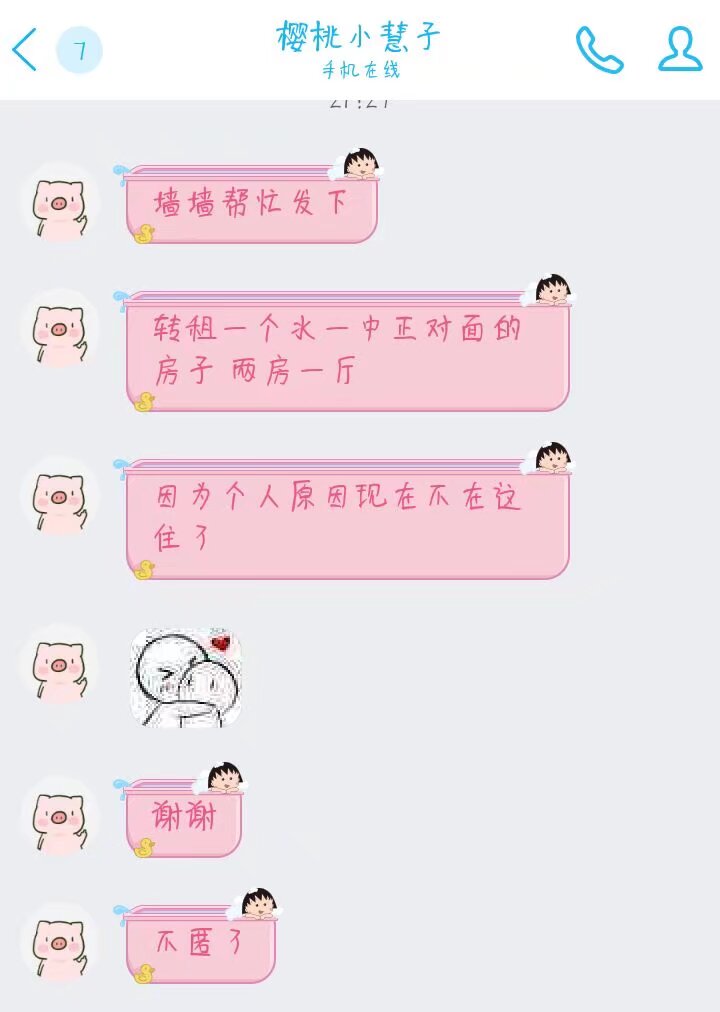 7
樱桃小慧子
手机在线
21:27
墙墙帮忙发下
转租一个水一中正对面的
房子 两房一厅
因为个人原因现在不在这
住了
谢谢
不匿了